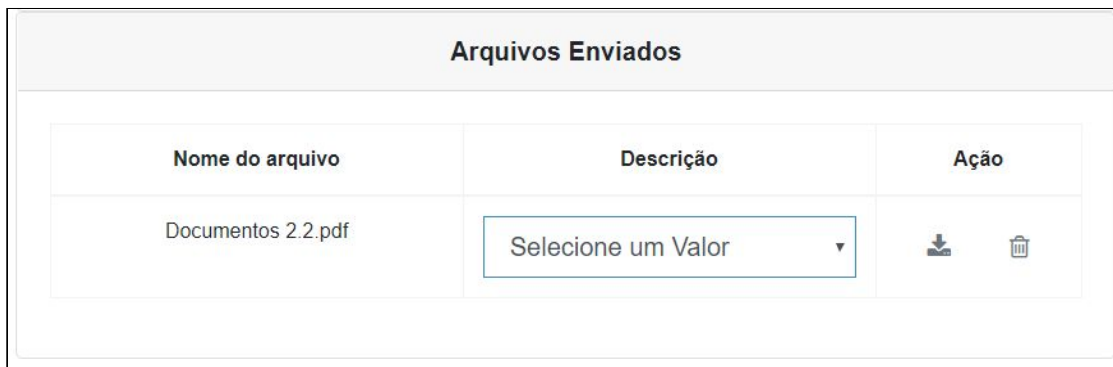 Arquivos Enviados
Nome do arquivo Descrição Ação
Documentos 2.2.pdf Selecione um Valor